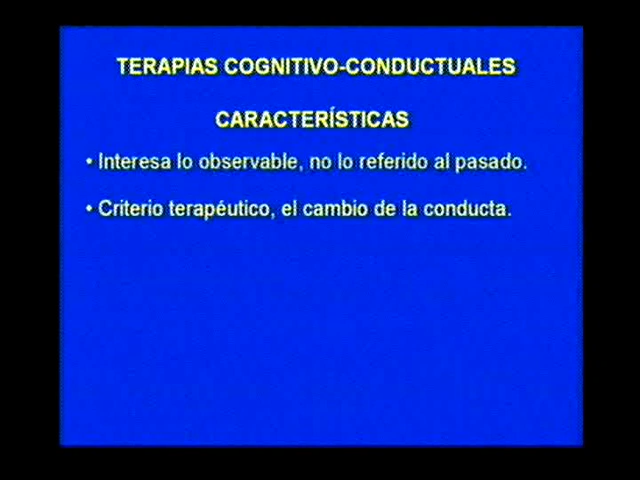 TERAPIAS COGNITIVO-CONDUCTUALES
CARACTERÍSTICAS
• Interesa lo observable, no lo referido al pasado.
• Criterio terapéutico, el cambio de la conducta.